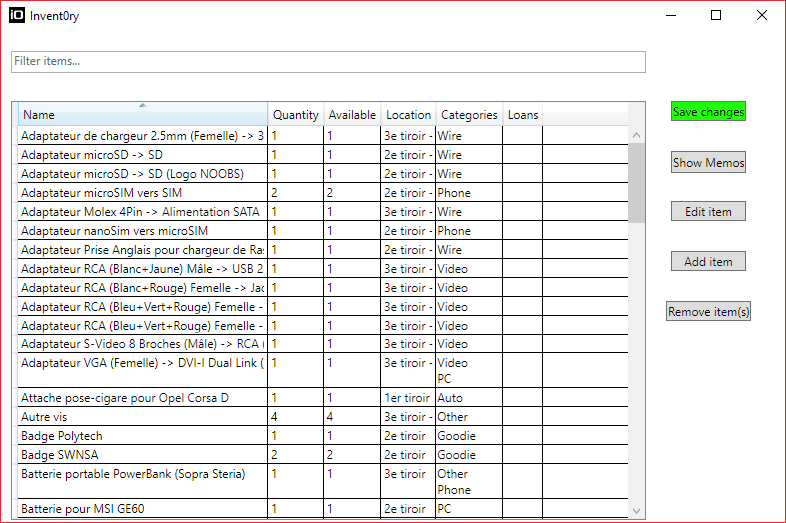 iO Invent0ry
Filter items...
Name Quantity Available Location Categories Loans
Adaptateur de chargeur 2.5mm (Femelle) -> 3 1 1 3e tiroir - Wire
Adaptateur microSD -> SD 1 1 2e tiroir - Wire
Adaptateur microSD -> SD (Logo NOOBS) 1 1 2e tiroir - Wire
Adaptateur microSIM vers SIM 2 2 2e tiroir - Phone
Adaptateur Molex 4Pin -> Alimentation SATA 1 1 3e tiroir - Wire
Adaptateur nanoSim vers microSIM 1 1 2e tiroir - Phone
Adaptateur Prise Anglais pour chargeur de Ras 1 1 2e tiroir - Wire
Adaptateur RCA (Blanc+Jaune) Mâle -> USB 2 1 1 3e tiroir - Video
Adaptateur RCA (Blanc+Rouge) Femelle -> Jac 1 1 3e tiroir - Video
Adaptateur RCA (Bleu+Vert+Rouge) Femelle - 1 1 3e tiroir - Video
Adaptateur RCA (Bleu+Vert+Rouge) Femelle - 1 1 3e tiroir - Video
Adaptateur S-Video 8 Broches (Mâle) -> RCA ( 1 1 3e tiroir - Video
Adaptateur VGA (Femelle) -> DVI-I Dual Link ( 1 1 3e tiroir - Video
PC
Attache pose-cigare pour Opel Corsa D 1 1 1er tiroir Auto
Autre vis 4 4 3e tiroir - Other
Badge Polytech 1 1 2e tiroir Goodie
Badge SWNSA 2 2 2e tiroir Goodie
Batterie portable PowerBank (Sopra Steria) 1 1 3e tiroir Other
Phone
Batterie pour MSI GE60 1 1 2e tiroir PC
Save changes
Show Memos
Edit item
Add item
Remove item(s)